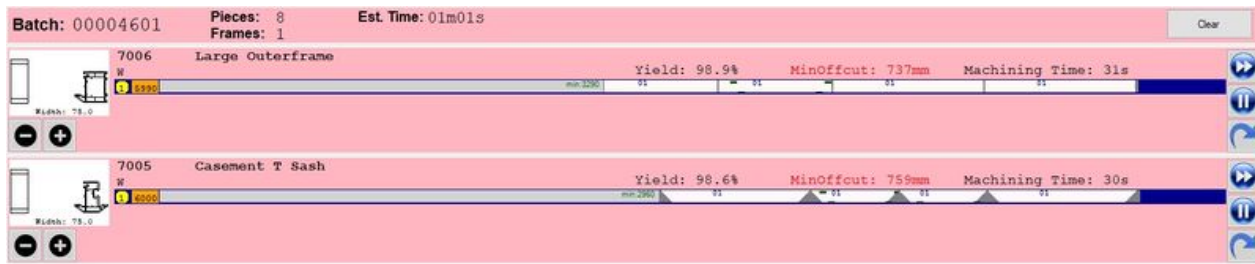 Batch: 00004601 Pieces: 8 Est. Time: 01m01s Clear
Frames: 1
7006 Large Outerframe
W Yield: 98.9% MinOffcut: 737mm Machining Time: 31s
1 5990 min:3290 01 01 01 01
Width: 75.0
7005 Casement T Sash
W Yield: 98.6% MinOffcut: 759mm Machining Time: 30s
1 6000 min:2960 01 01 01 01
Width: 75.0